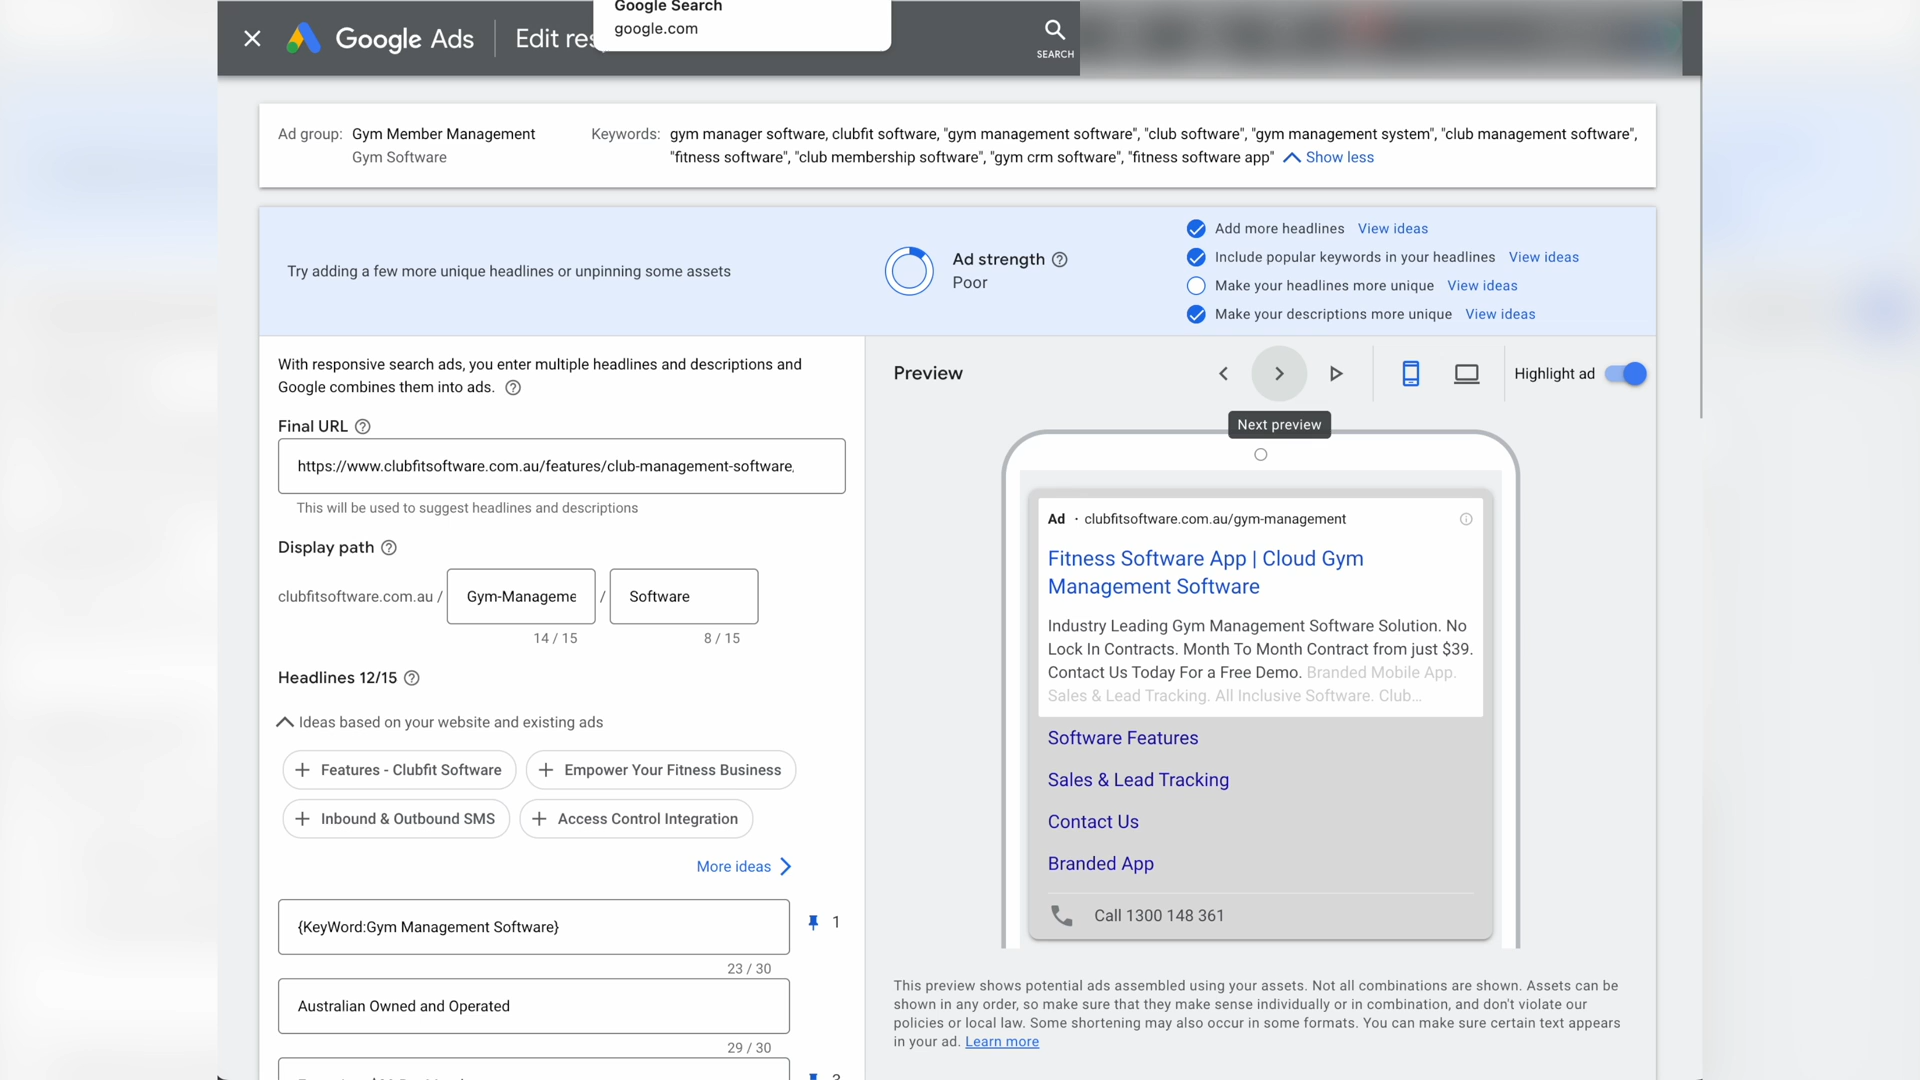 Google Search
google.com
Google Ads
Edit res
SEARCH
Ad group: Gym Member Management
Gym Software
Keywords: gym manager software, clubfit software, "gym management software", "club software", "gym management system", "club management software",
"fitness software", "club membership software", "gym crm software", "fitness software app" Show less
Try adding a few more unique headlines or unpinning some assets
Ad strength
Poor
Add more headlines View ideas
Include popular keywords in your headlines View ideas
Make your headlines more unique View ideas
Make your descriptions more unique View ideas
With responsive search ads, you enter multiple headlines and descriptions and
Google combines them into ads.
Final URL
https://www.clubfitsoftware.com.au/features/club-management-software
This will be used to suggest headlines and descriptions
Display path
clubfitsoftware.com.au / Gym-Manageme / Software
14 / 15 8 / 15
Headlines 12/15
Ideas based on your website and existing ads
+ Features - Clubfit Software + Empower Your Fitness Business
+ Inbound & Outbound SMS + Access Control Integration
More ideas
{KeyWord:Gym Management Software} 1
23 / 30
Australian Owned and Operated
29 / 30
Preview
Highlight ad
Next preview
Ad · clubfitsoftware.com.au/gym-management
Fitness Software App | Cloud Gym
Management Software
Industry Leading Gym Management Software Solution. No
Lock In Contracts. Month To Month Contract from just $39.
Contact Us Today For a Free Demo. Branded Mobile App.
Sales & Lead Tracking. All Inclusive Software. Club...
Software Features
Sales & Lead Tracking
Contact Us
Branded App
Call 1300 148 361
This preview shows potential ads assembled using your assets. Not all combinations are shown. Assets can be
shown in any order, so make sure that they make sense individually or in combination, and don't violate our
policies or local law. Some shortening may also occur in some formats. You can make sure certain text appears
in your ad. Learn more